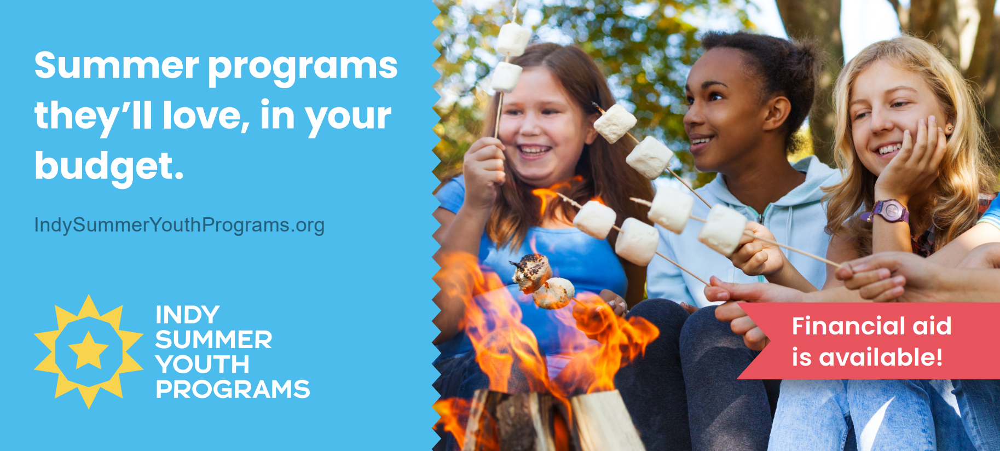 Summer programs
they’ll love, in your
budget.
IndySummerYouthPrograms.org
INDY
SUMMER
YOUTH
PROGRAMS
Financial aid
is available!